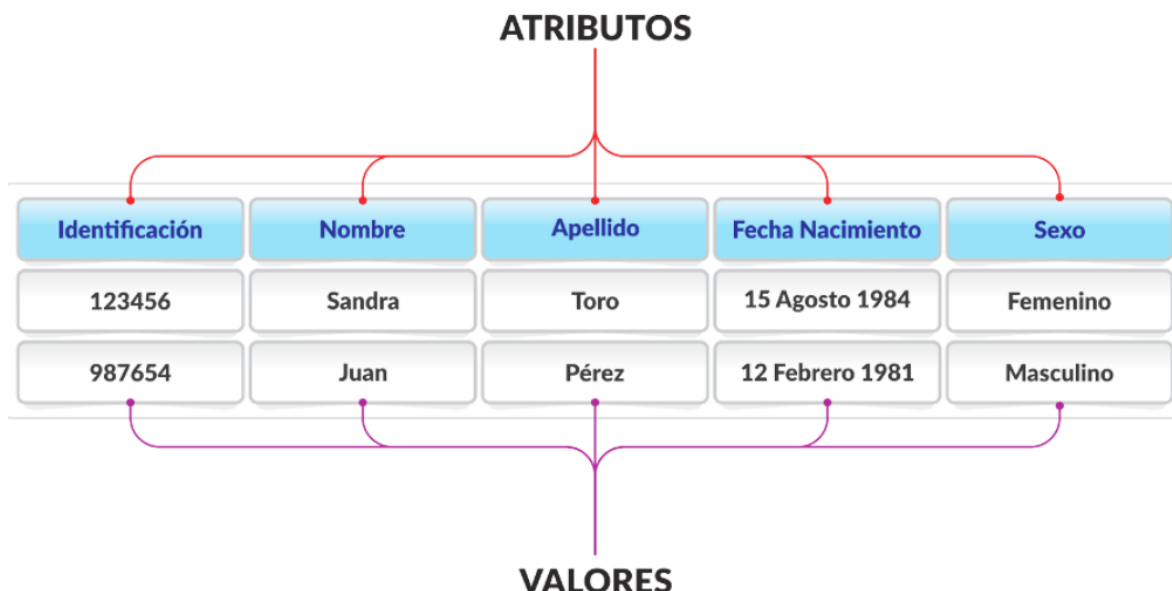 ATRIBUTOS
Identificación Nombre Apellido Fecha Nacimiento Sexo
123456 Sandra Toro 15 Agosto 1984 Femenino
987654 Juan Pérez 12 Febrero 1981 Masculino
VALORES